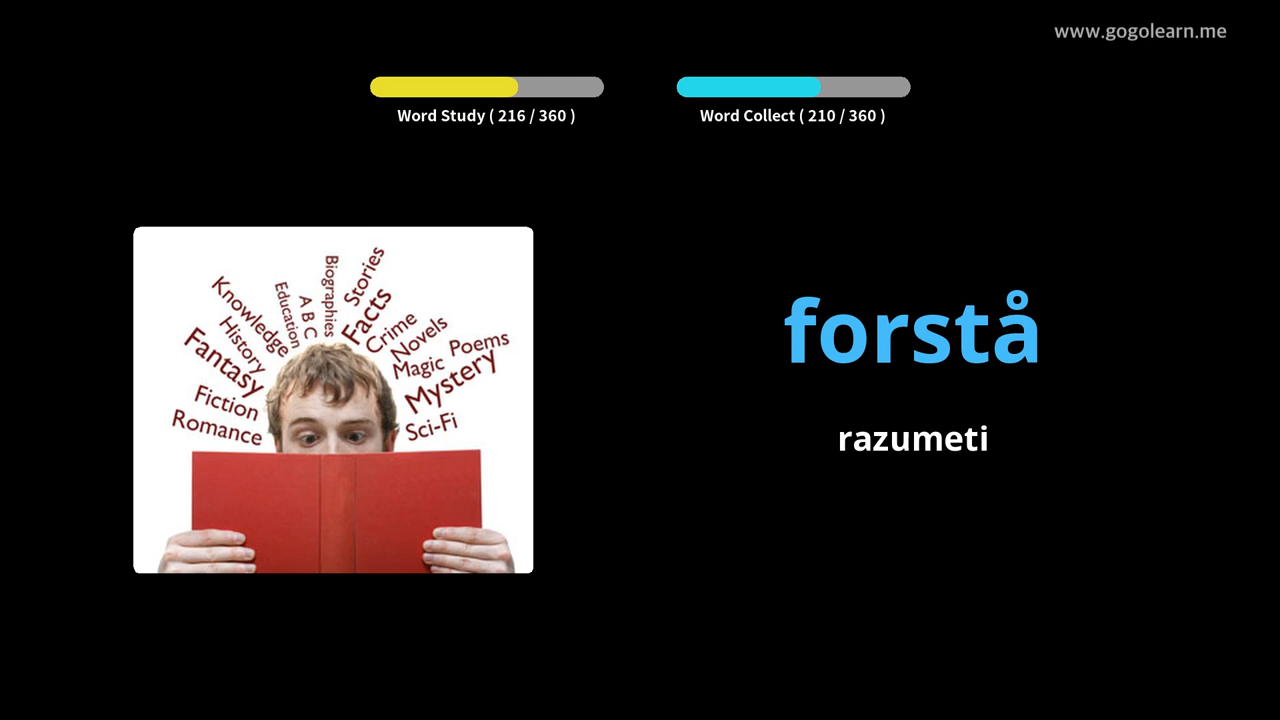 www.gogolearn.me
Word Study ( 216 / 360 )
Word Collect ( 210 / 360 )
Biographies
Stories
Knowledge
Education
A B C
Facts
History
Crime
Novels
Fantasy
Magic
Poems
Mystery
Fiction
Romance
Sci-Fi
forstå
razumeti